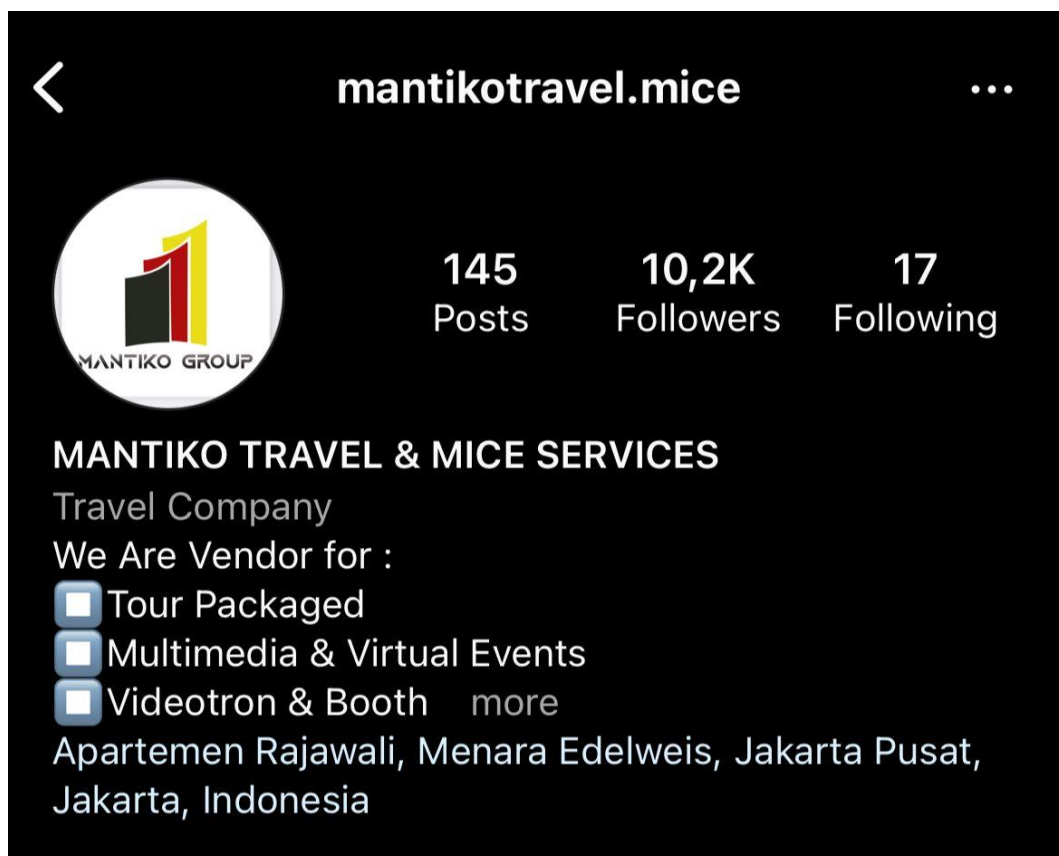 mantikotravel.mice
MANTIKO GROUP
145 10,2K 17
Posts Followers Following
MANTIKO TRAVEL & MICE SERVICES
Travel Company
We Are Vendor for :
Tour Packaged
Multimedia & Virtual Events
Videotron & Booth more
Apartemen Rajawali, Menara Edelweis, Jakarta Pusat,
Jakarta, Indonesia